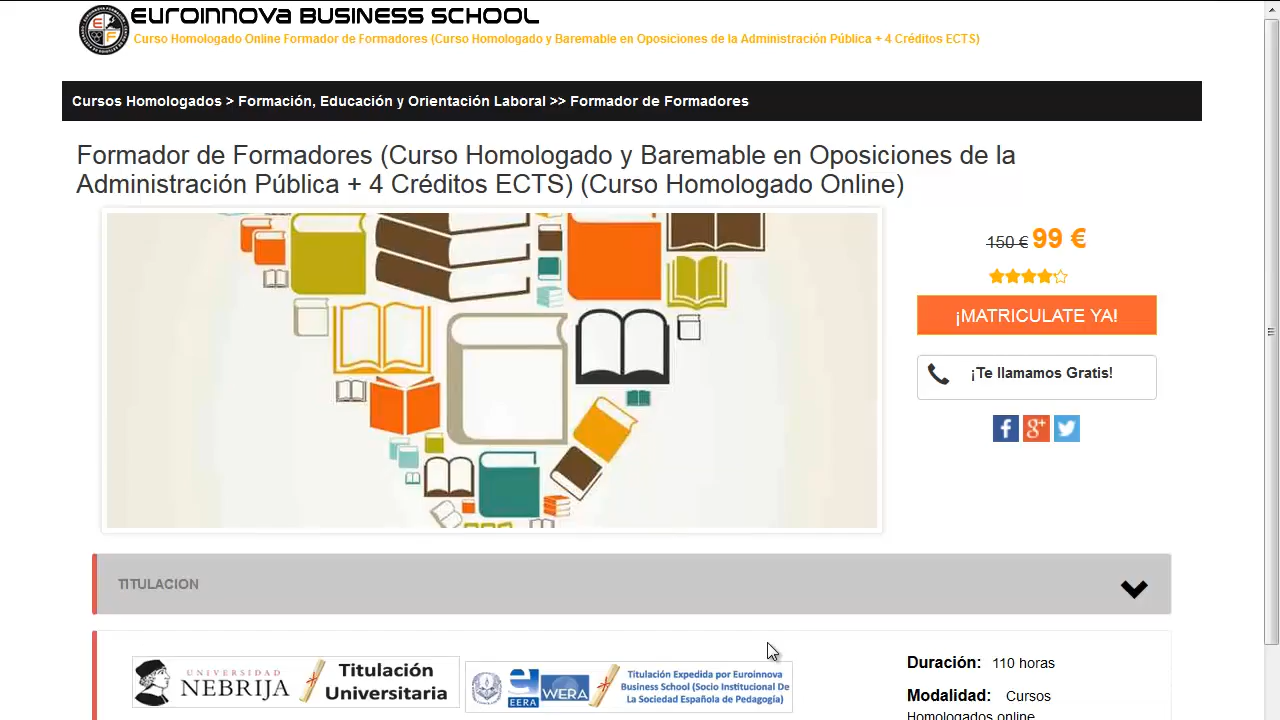 EUROINNOVA BUSINESS SCHOOL
Curso Homologado Online Formador de Formadores (Curso Homologado y Baremable en Oposiciones de la Administración Pública + 4 Créditos ECTS)
Cursos Homologados > Formación, Educación y Orientación Laboral >> Formador de Formadores
Formador de Formadores (Curso Homologado y Baremable en Oposiciones de la
Administración Pública + 4 Créditos ECTS) (Curso Homologado Online)
150 € 99 €
¡MATRICULATE YA!
¡Te llamamos Gratis!
TITULACION
UNIVERSIDAD
NEBRIJA
Titulación
Universitaria
EERA
WERA
Titulación Expedida por Euroinnova
Business School (Socio Institucional De
La Sociedad Española de Pedagogía)
Duración: 110 horas
Modalidad: Cursos
Homologados online